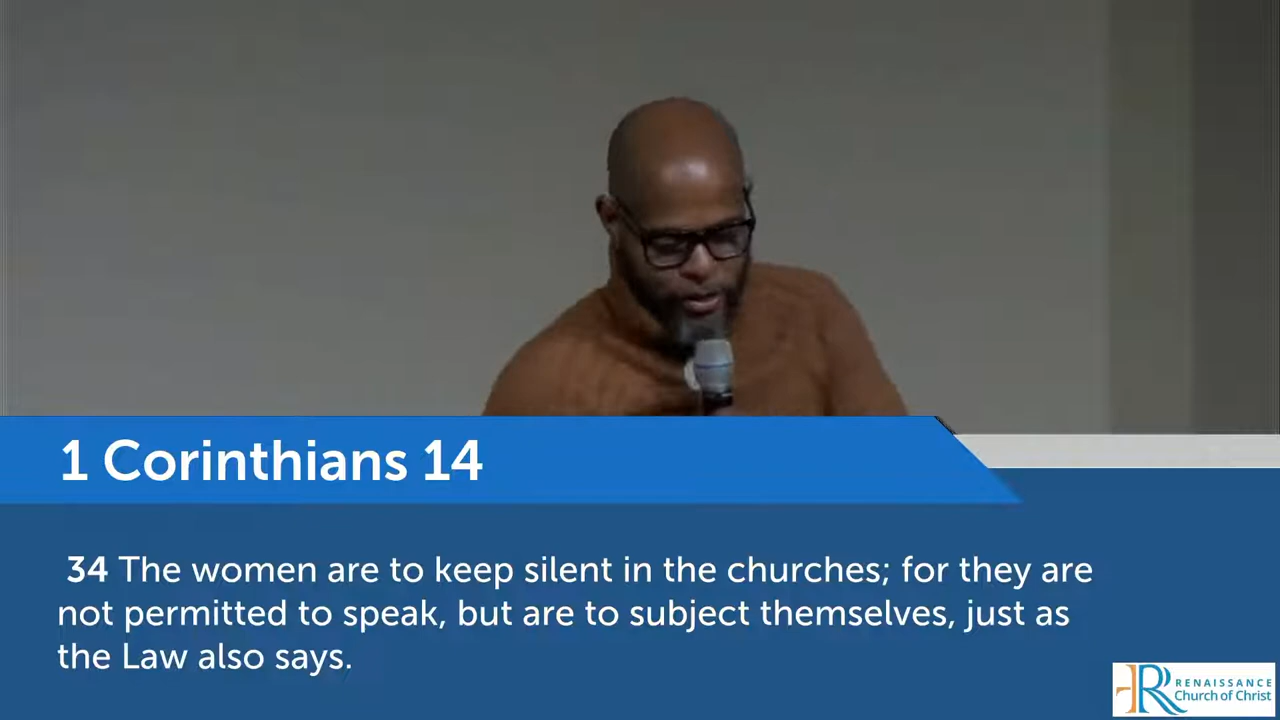 1 Corinthians 14
34 The women are to keep silent in the churches; for they are
not permitted to speak, but are to subject themselves, just as
the Law also says.
RENAISSANCE
Church of Christ